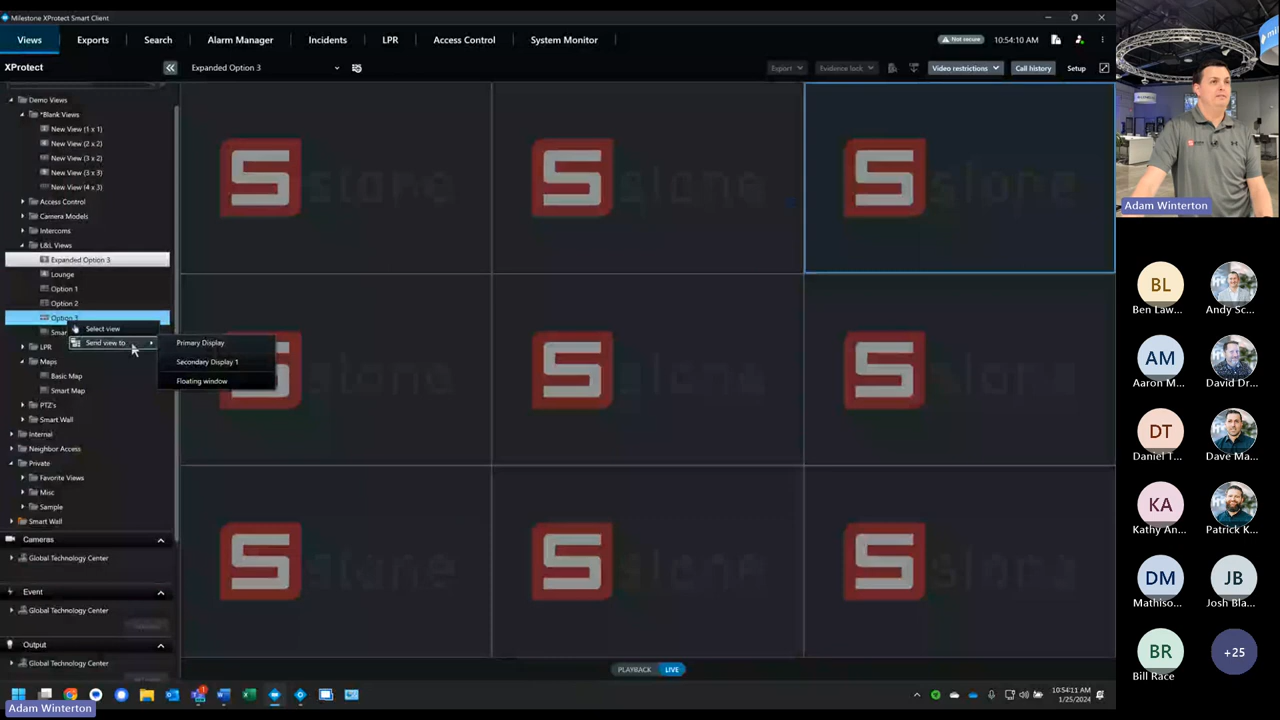 Milestone XProtect Smart Client
Views
Exports
Search
Alarm Manager
Incidents
LPR
Access Control
System Monitor
Not secure
10:54:10 AM
XProtect
Expanded Option 3
Export
Evidence lock
Video restrictions
Call history
Setup
Demo Views
*Blank Views
New View (1 x 1)
New View (2 x 2)
New View (3 x 2)
New View (3 x 3)
New View (4 x 3)
Access Control
Camera Models
Intercoms
L&L Views
Expanded Option 3
Lounge
Option 1
Option 2
Option 3
Select view
Send view to
Primary Display
Secondary Display 1
Floating window
LPR
Maps
Basic Map
Smart Map
PTZ's
Smart Wall
Internal
Neighbor Access
Private
Favorite Views
Misc
Sample
Smart Wall
Cameras
Global Technology Center
Event
Global Technology Center
Output
Global Technology Center
PLAYBACK
LIVE
10:54:11 AM
1/25/2024
Adam Winterton
Adam Winterton
BL
Ben Law...
Andy Sc...
AM
Aaron M...
David Dr...
DT
Daniel T...
Dave Ma...
KA
Kathy An...
Patrick K...
DM
Mathiso...
JB
Josh Bla...
BR
Bill Race
+25